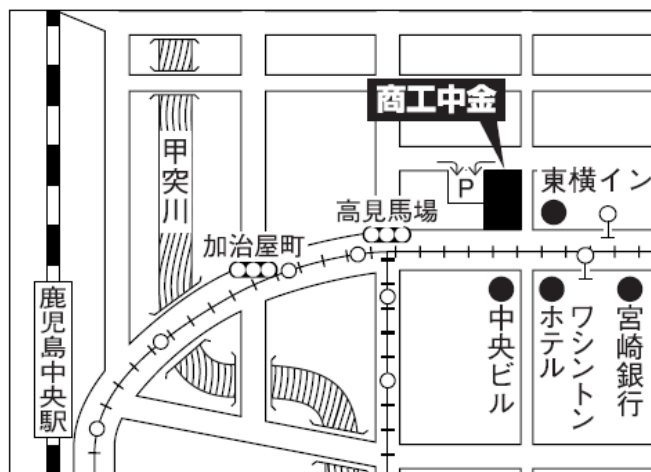 商工中金
甲突川
P
東横イン
高見馬場
加治屋町
鹿児島中央駅
中央ビル
ワシントン
ホテル
宮崎銀行